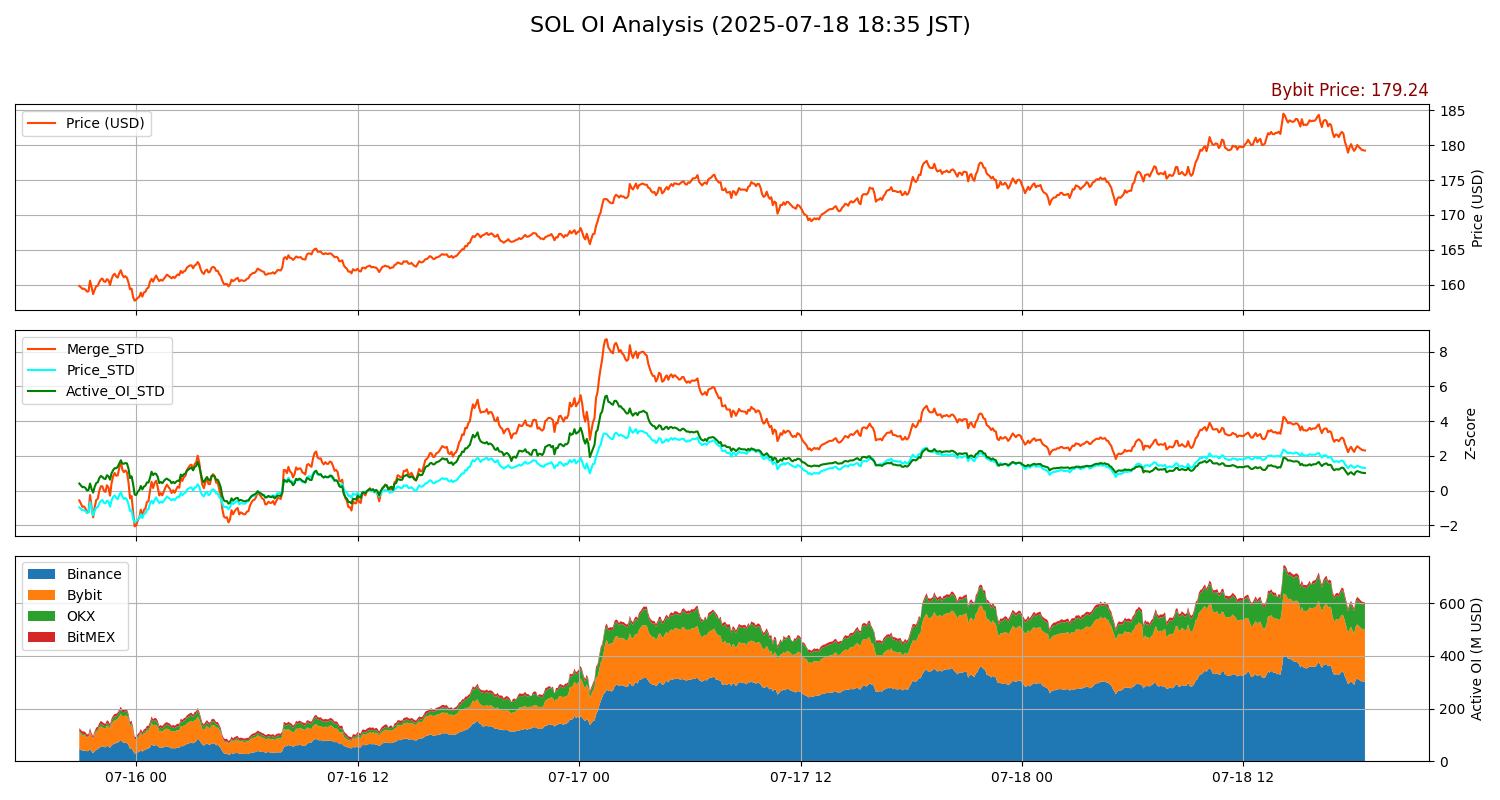 SOL OI Analysis (2025-07-18 18:35 JST)
Bybit Price: 179.24
Price (USD)
185
180
175
170
165
160
Price (USD)
Merge_STD
Price_STD
Active_OI_STD
8
6
4
2
0
−2
Z-Score
Binance
Bybit
OKX
BitMEX
600
400
200
0
Active OI (M USD)
07-16 00 07-16 12 07-17 00 07-17 12 07-18 00 07-18 12